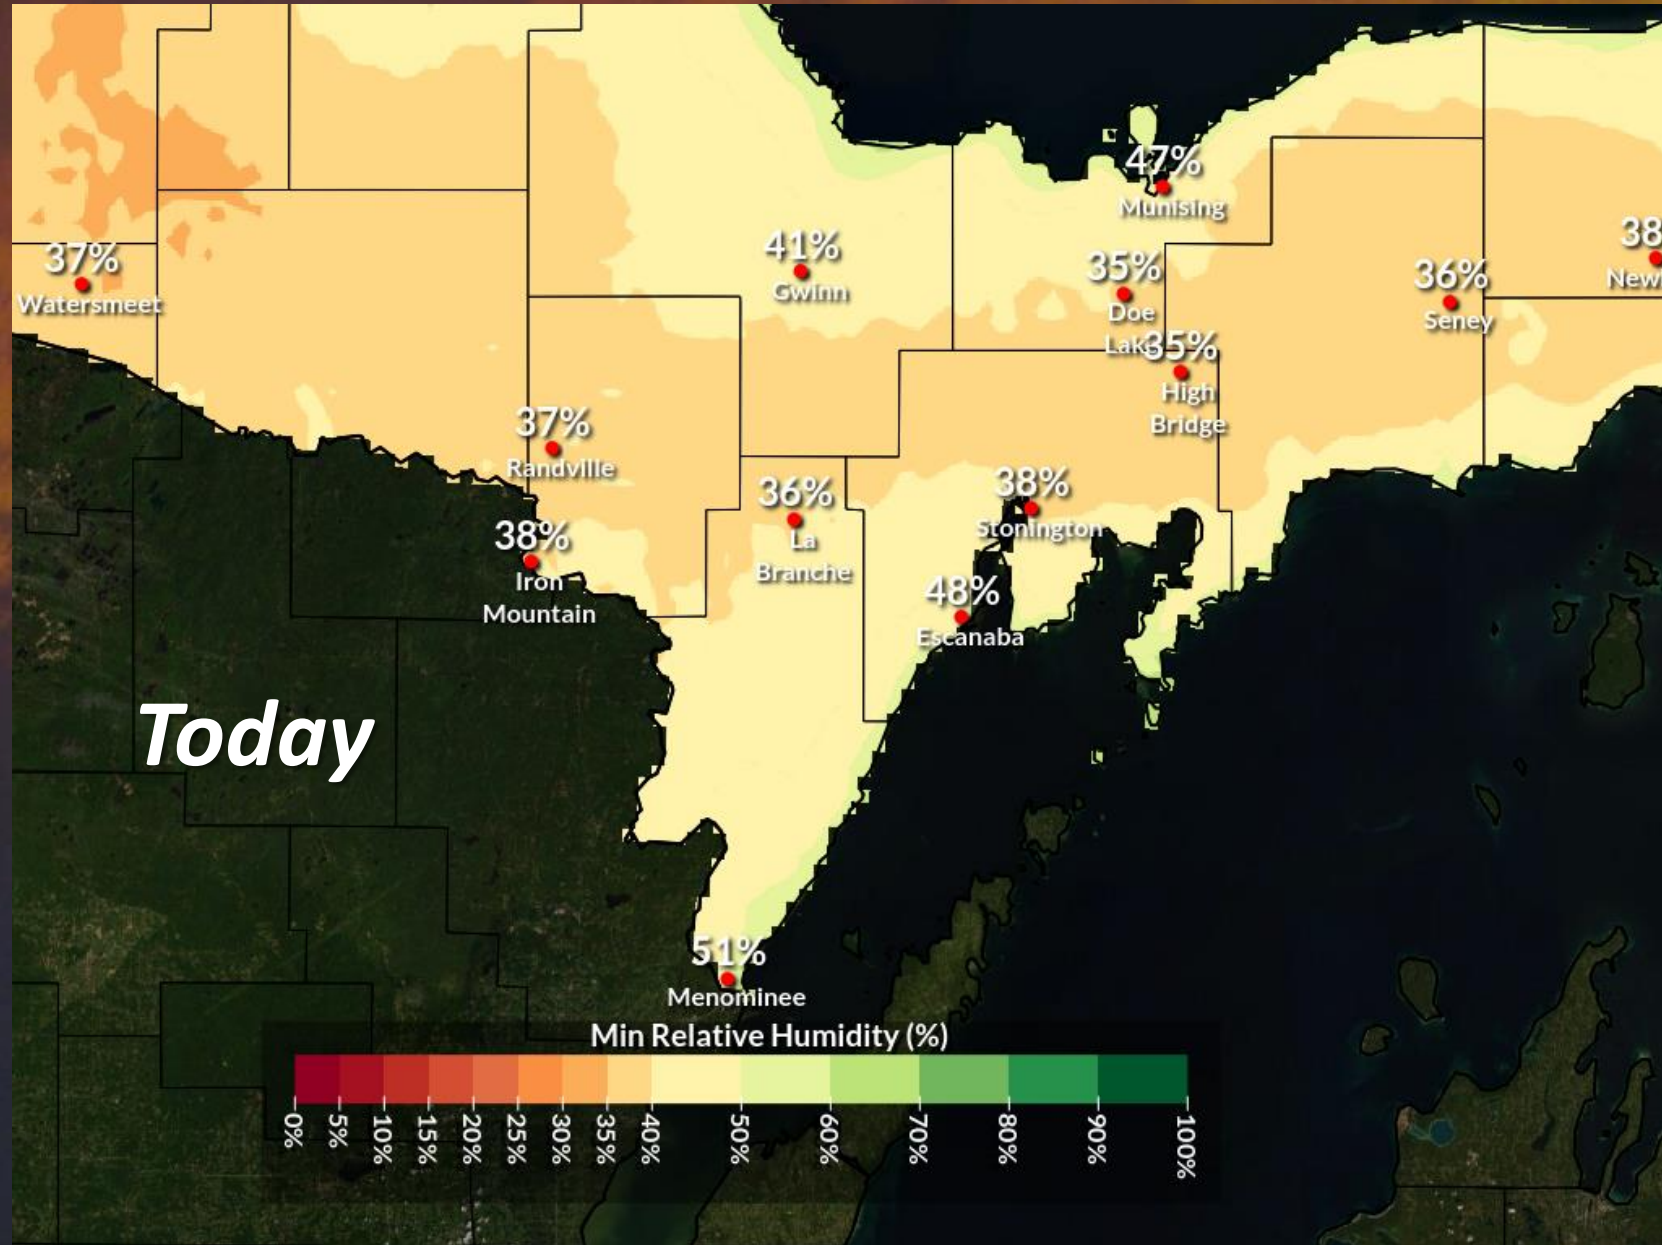 47%
Munising
41%
Gwinn
37%
Watersmeet
35%
Doe
Lake
38
New
36%
Seney
35%
High
Bridge
37%
Randville
36%
La
Branche
38%
Stonington
38%
Iron
Mountain
48%
Escanaba
Today
51%
Menominee
Min Relative Humidity (%)
0% 5% 10% 15% 20% 25% 30% 35% 40% 50% 60% 70% 80% 90% 100%